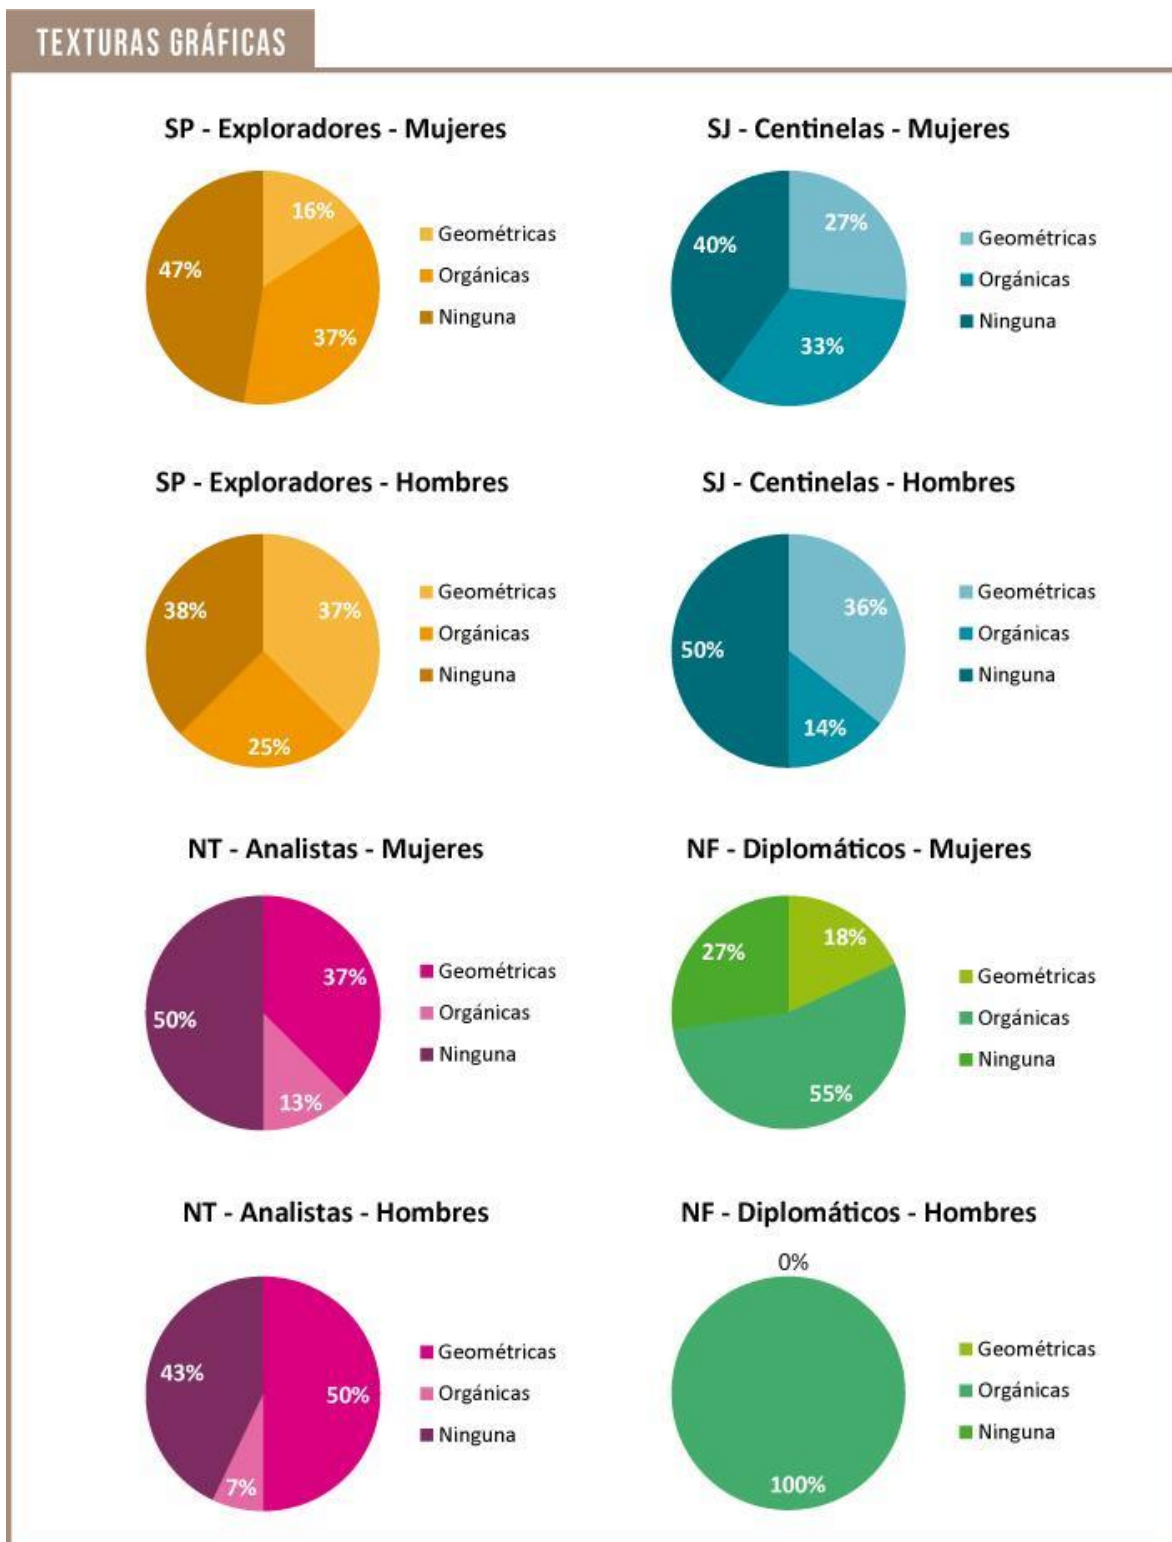 TEXTURAS GRÁFICAS
SP - Exploradores - Mujeres
16%
37%
47%
Geométricas
Orgánicas
Ninguna
SJ - Centinelas - Mujeres
27%
33%
40%
Geométricas
Orgánicas
Ninguna
SP - Exploradores - Hombres
37%
25%
38%
Geométricas
Orgánicas
Ninguna
SJ - Centinelas - Hombres
36%
14%
50%
Geométricas
Orgánicas
Ninguna
NT - Analistas - Mujeres
37%
13%
50%
Geométricas
Orgánicas
Ninguna
NF - Diplomáticos - Mujeres
18%
55%
27%
Geométricas
Orgánicas
Ninguna
NT - Analistas - Hombres
50%
7%
43%
Geométricas
Orgánicas
Ninguna
NF - Diplomáticos - Hombres
0%
100%
Geométricas
Orgánicas
Ninguna